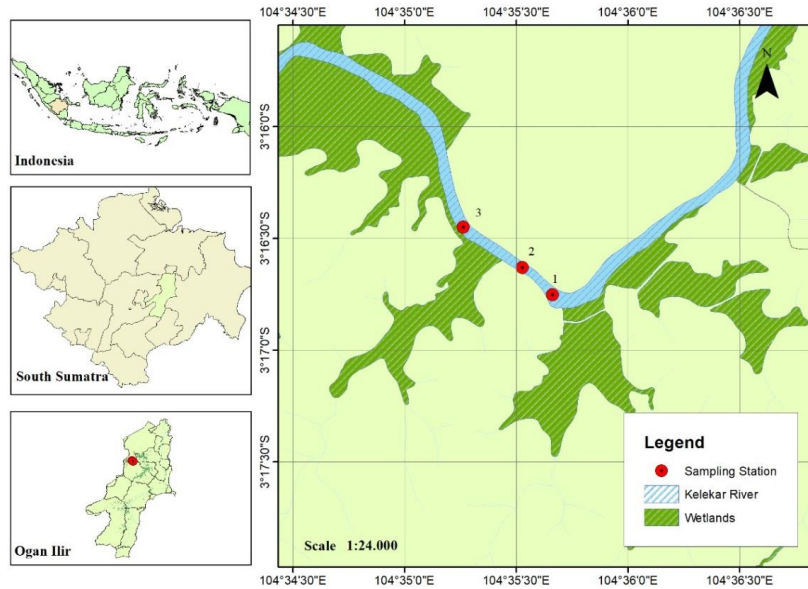 Indonesia
South Sumatra
Ogan Ilir
104°34'30"E 104°35'0"E 104°35'30"E 104°36'0"E 104°36'30"E
3°16'0"S
3°16'30"S
3°17'0"S
3°17'30"S
N
3
2
1
Legend
Sampling Station
Kelekar River
Wetlands
Scale 1:24.000
104°34'30"E 104°35'0"E 104°35'30"E 104°36'0"E 104°36'30"E